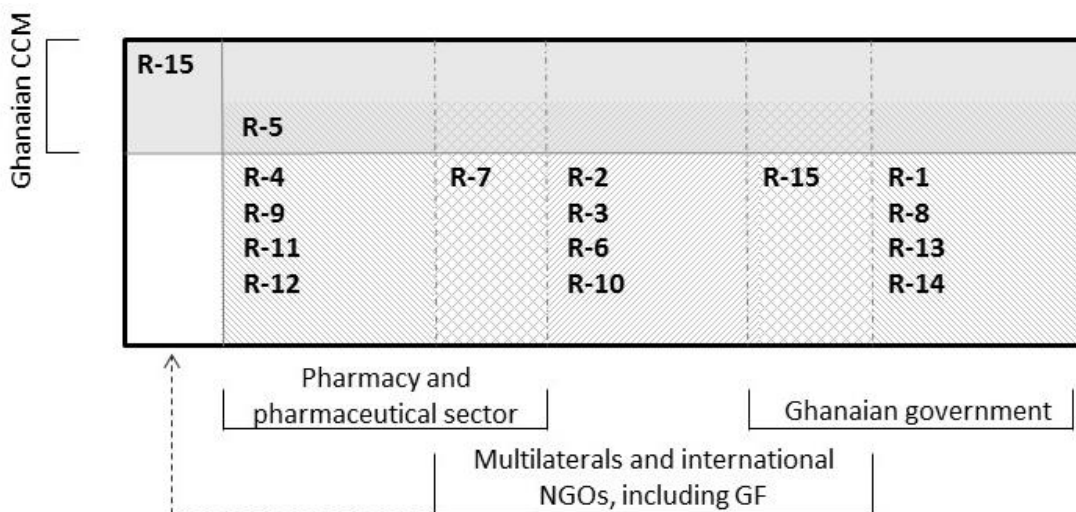 Ghanaian CCM
R-15
R-5
R-4 R-7 R-2 R-15 R-1
R-9 R-3 R-8
R-11 R-6 R-13
R-12 R-10 R-14
Pharmacy and
pharmaceutical sector
Ghanaian government
Multilaterals and international
NGOs, including GF